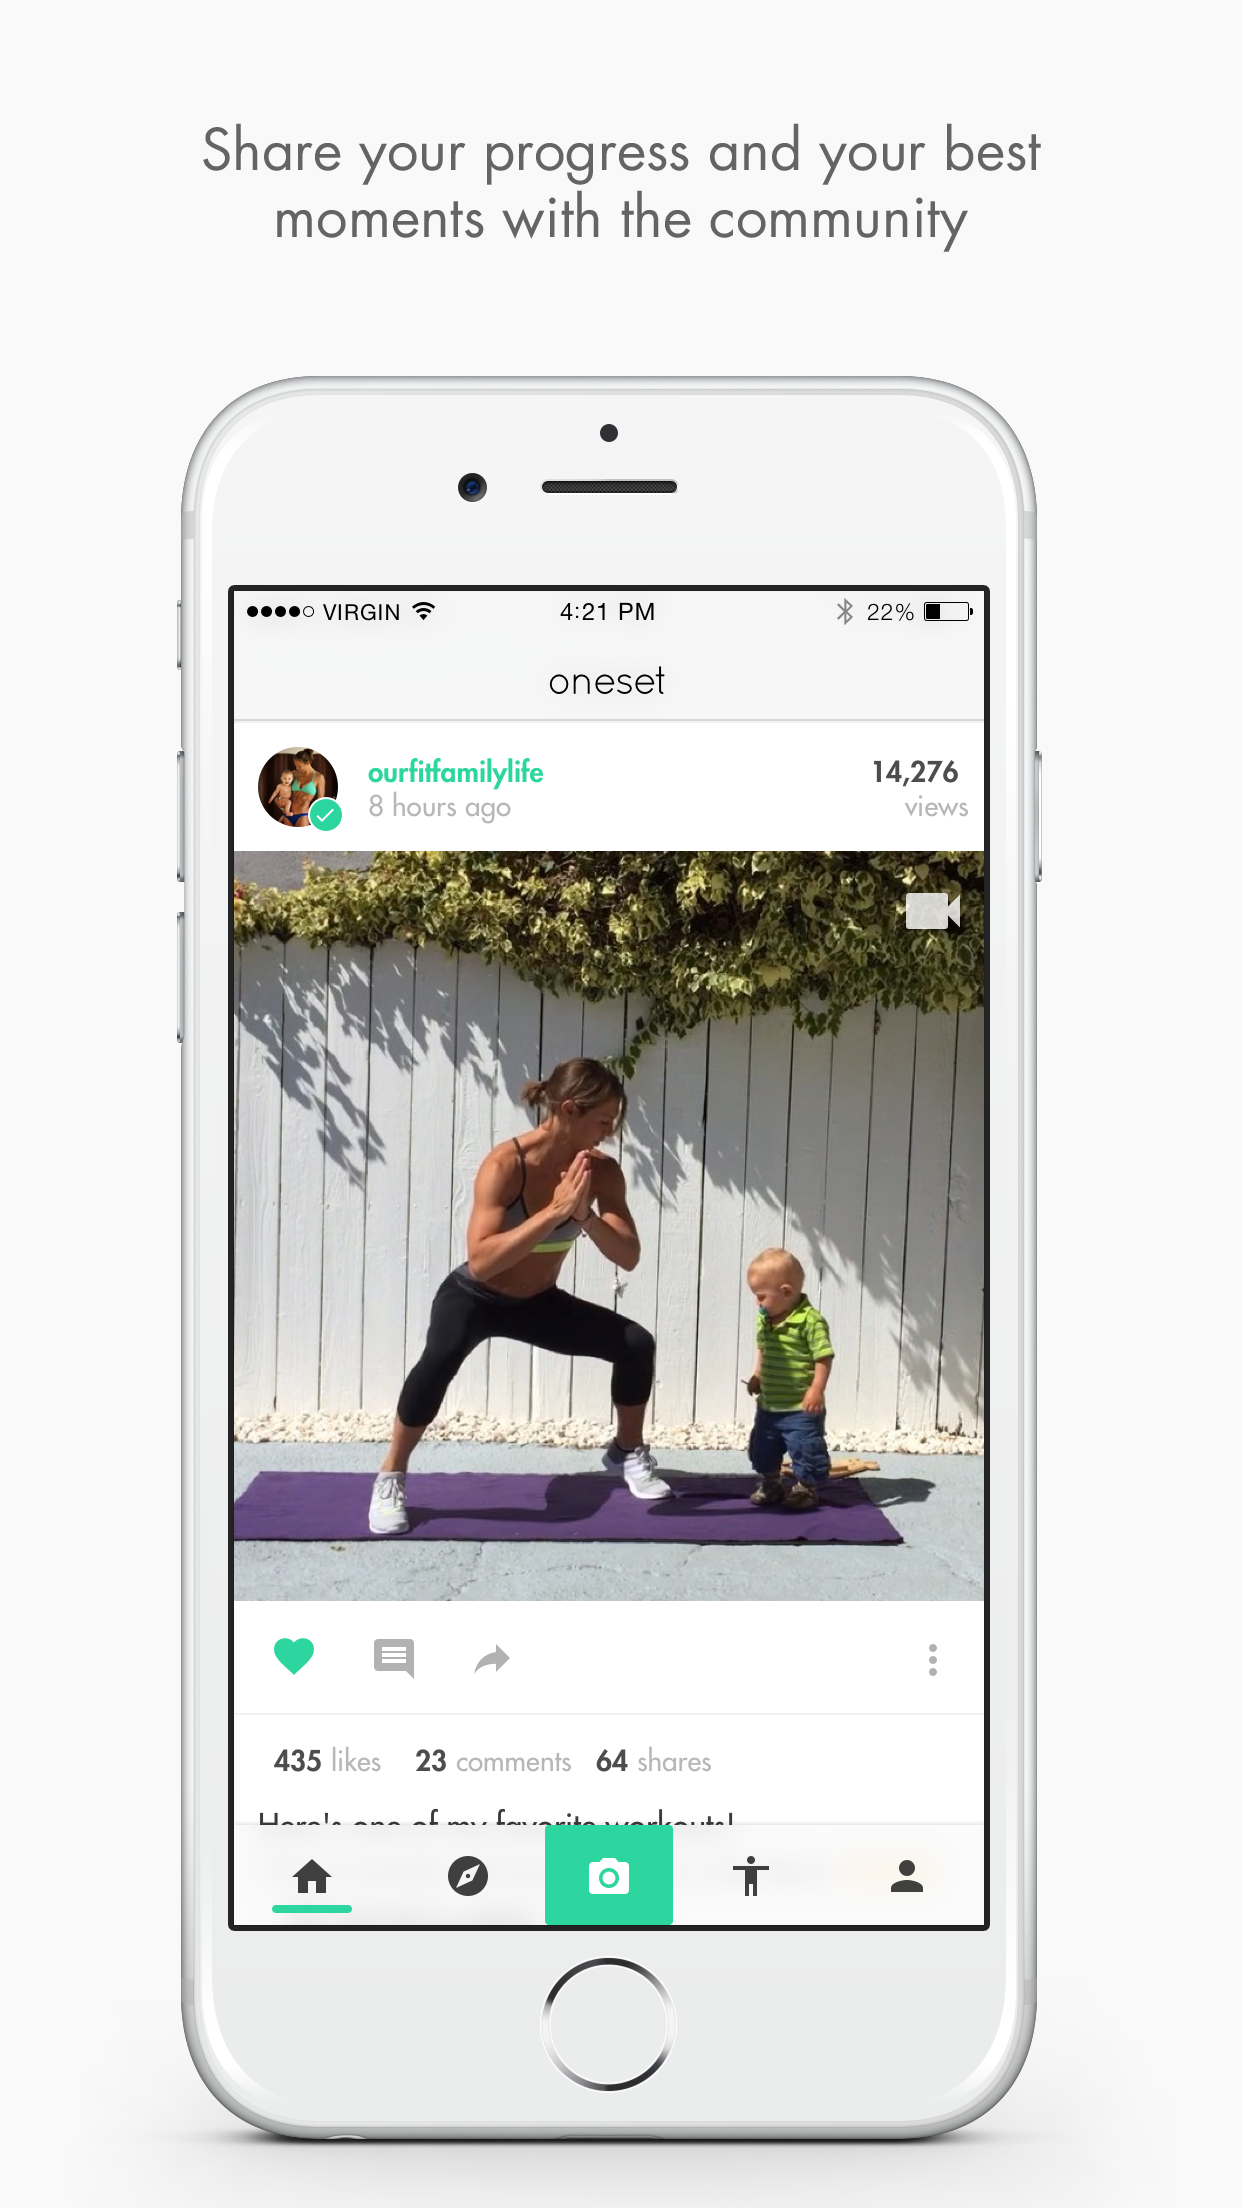 Share your progress and your best
moments with the community
VIRGIN 4:21 PM 22%
oneset
ourfitfamilylife 14,276
8 hours ago views
435 likes 23 comments 64 shares
Here's one of my favorite workouts!